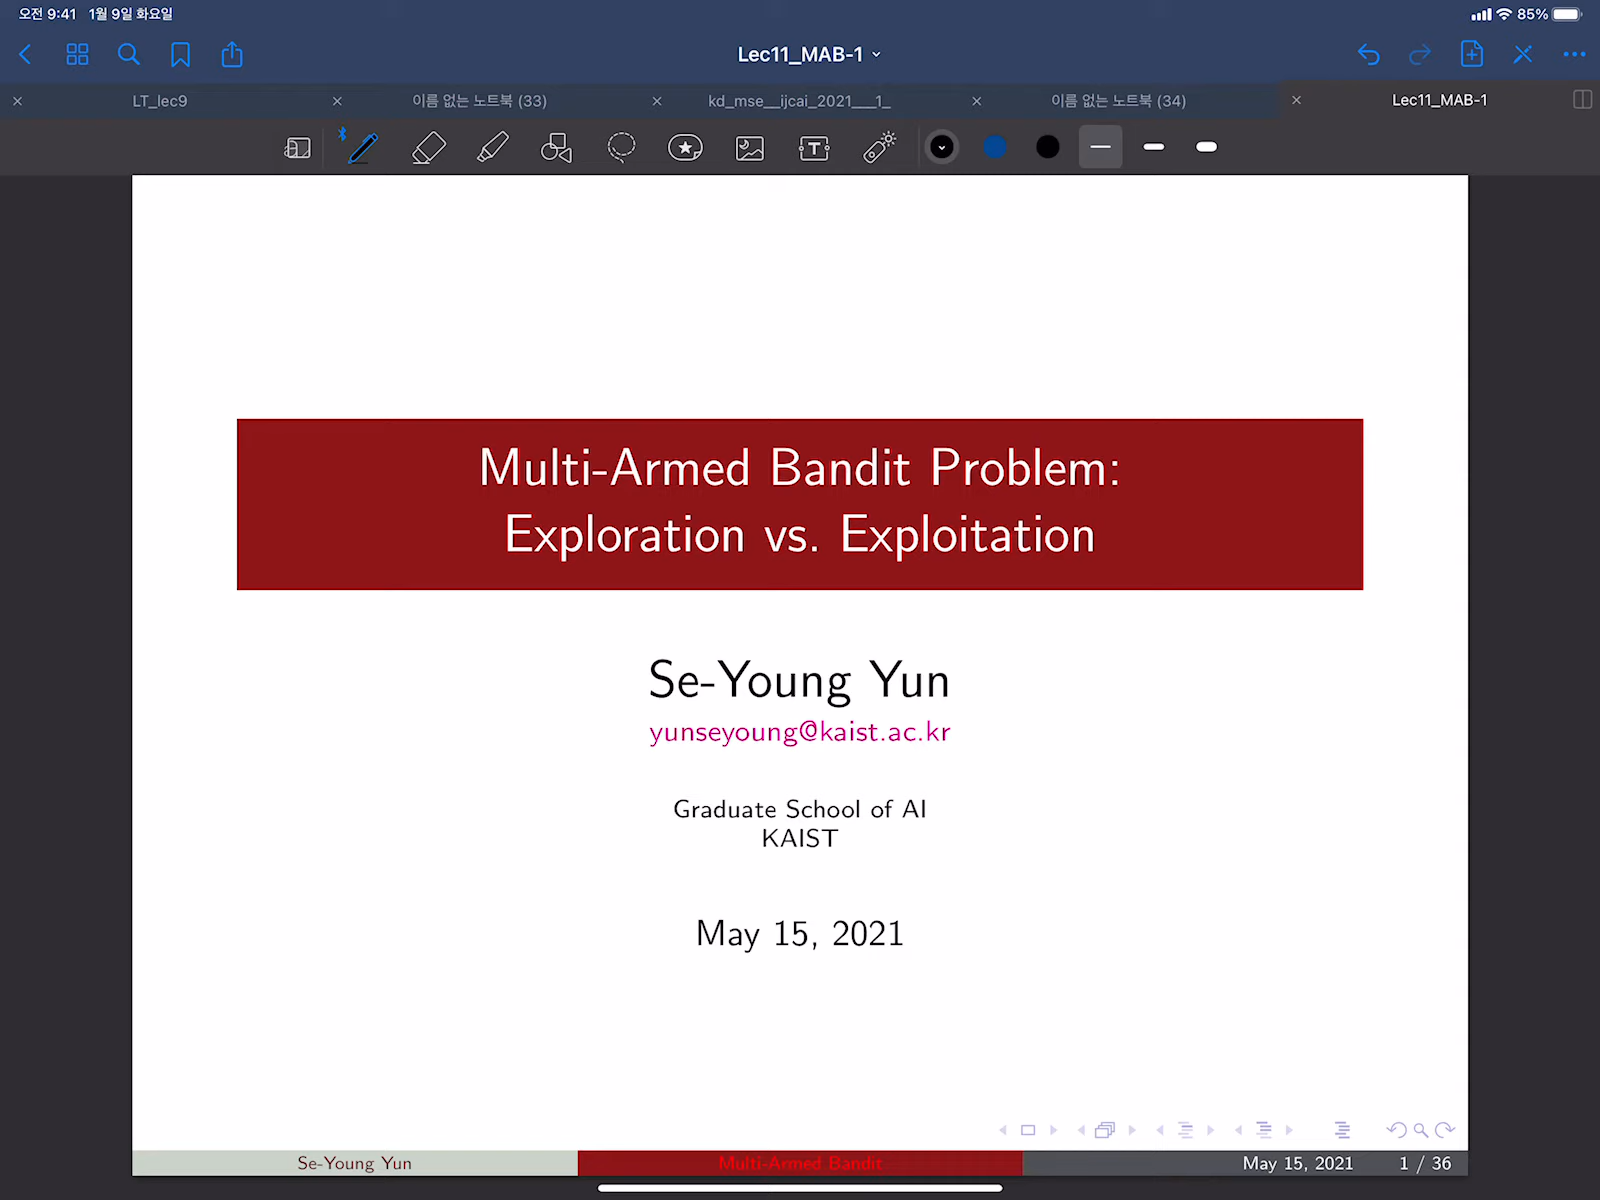 오전 9:41 1월 9일 화요일
85%
Lec11_MAB-1
LT_lec9
이름 없는 노트북 (33)
kd_mse__ijcai_2021___1_
이름 없는 노트북 (34)
Lec11_MAB-1
Multi-Armed Bandit Problem:
Exploration vs. Exploitation
Se-Young Yun
yunseyoung@kaist.ac.kr
Graduate School of AI
KAIST
May 15, 2021
Se-Young Yun
Multi-Armed Bandit
May 15, 2021
1 / 36